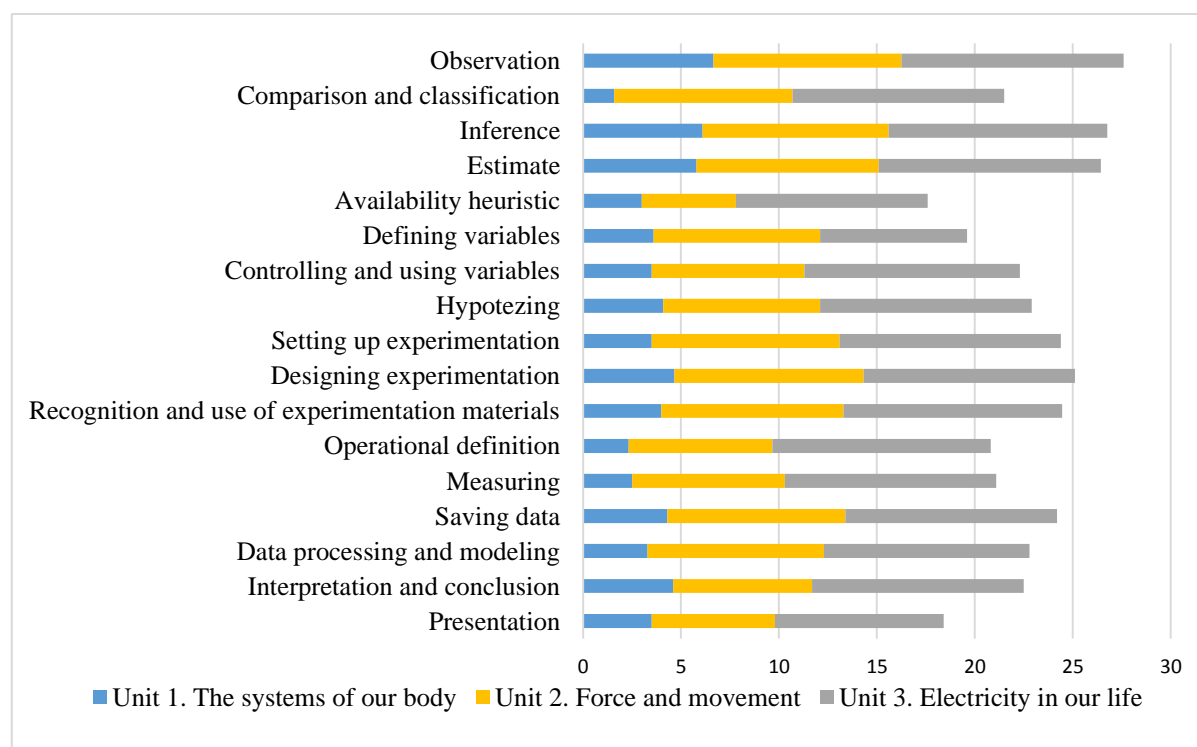 Observation
Comparison and classification
Inference
Estimate
Availability heuristic
Defining variables
Controlling and using variables
Hypotezing
Setting up experimentation
Designing experimentation
Recognition and use of experimentation materials
Operational definition
Measuring
Saving data
Data processing and modeling
Interpretation and conclusion
Presentation
0 5 10 15 20 25 30
Unit 1. The systems of our body Unit 2. Force and movement Unit 3. Electricity in our life